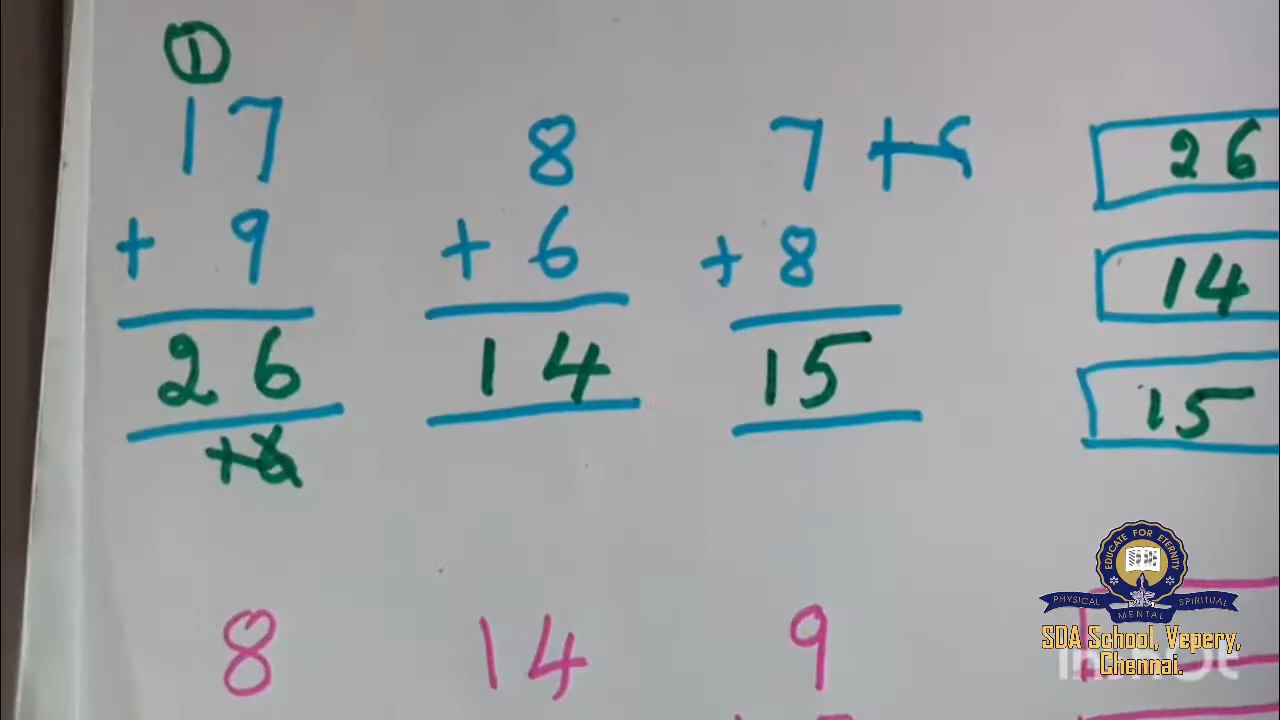 1
17 8 7 26
+ 9 + 6 + 8 14
26 14 15 15
8 14 9
EDUCATE FOR ETERNITY
PHYSICAL MENTAL SPIRITUAL
SDA School, Vepery,
Chennai.